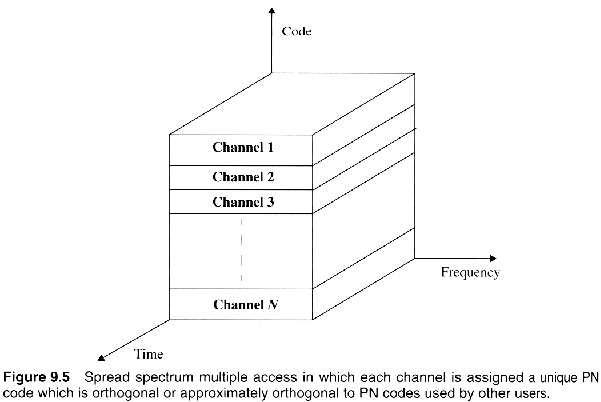 Code
Channel 1
Channel 2
Channel 3
Channel N
Frequency
Time
Figure 9.5 Spread spectrum multiple access in which each channel is assigned a unique PN
code which is orthogonal or approximately orthogonal to PN codes used by other users.